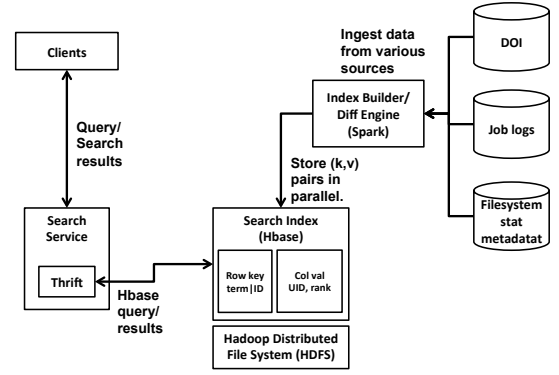 Clients
Query/
Search
results
Search
Service
Thrift
Hbase
query/
results
Ingest data
from various
sources
Index Builder/
Diff Engine
(Spark)
Store (k,v)
pairs in
parallel.
Search Index
(Hbase)
Row key
term|ID
Col val
UID, rank
Hadoop Distributed
File System (HDFS)
DOI
Job logs
Filesystem
stat
metadatat